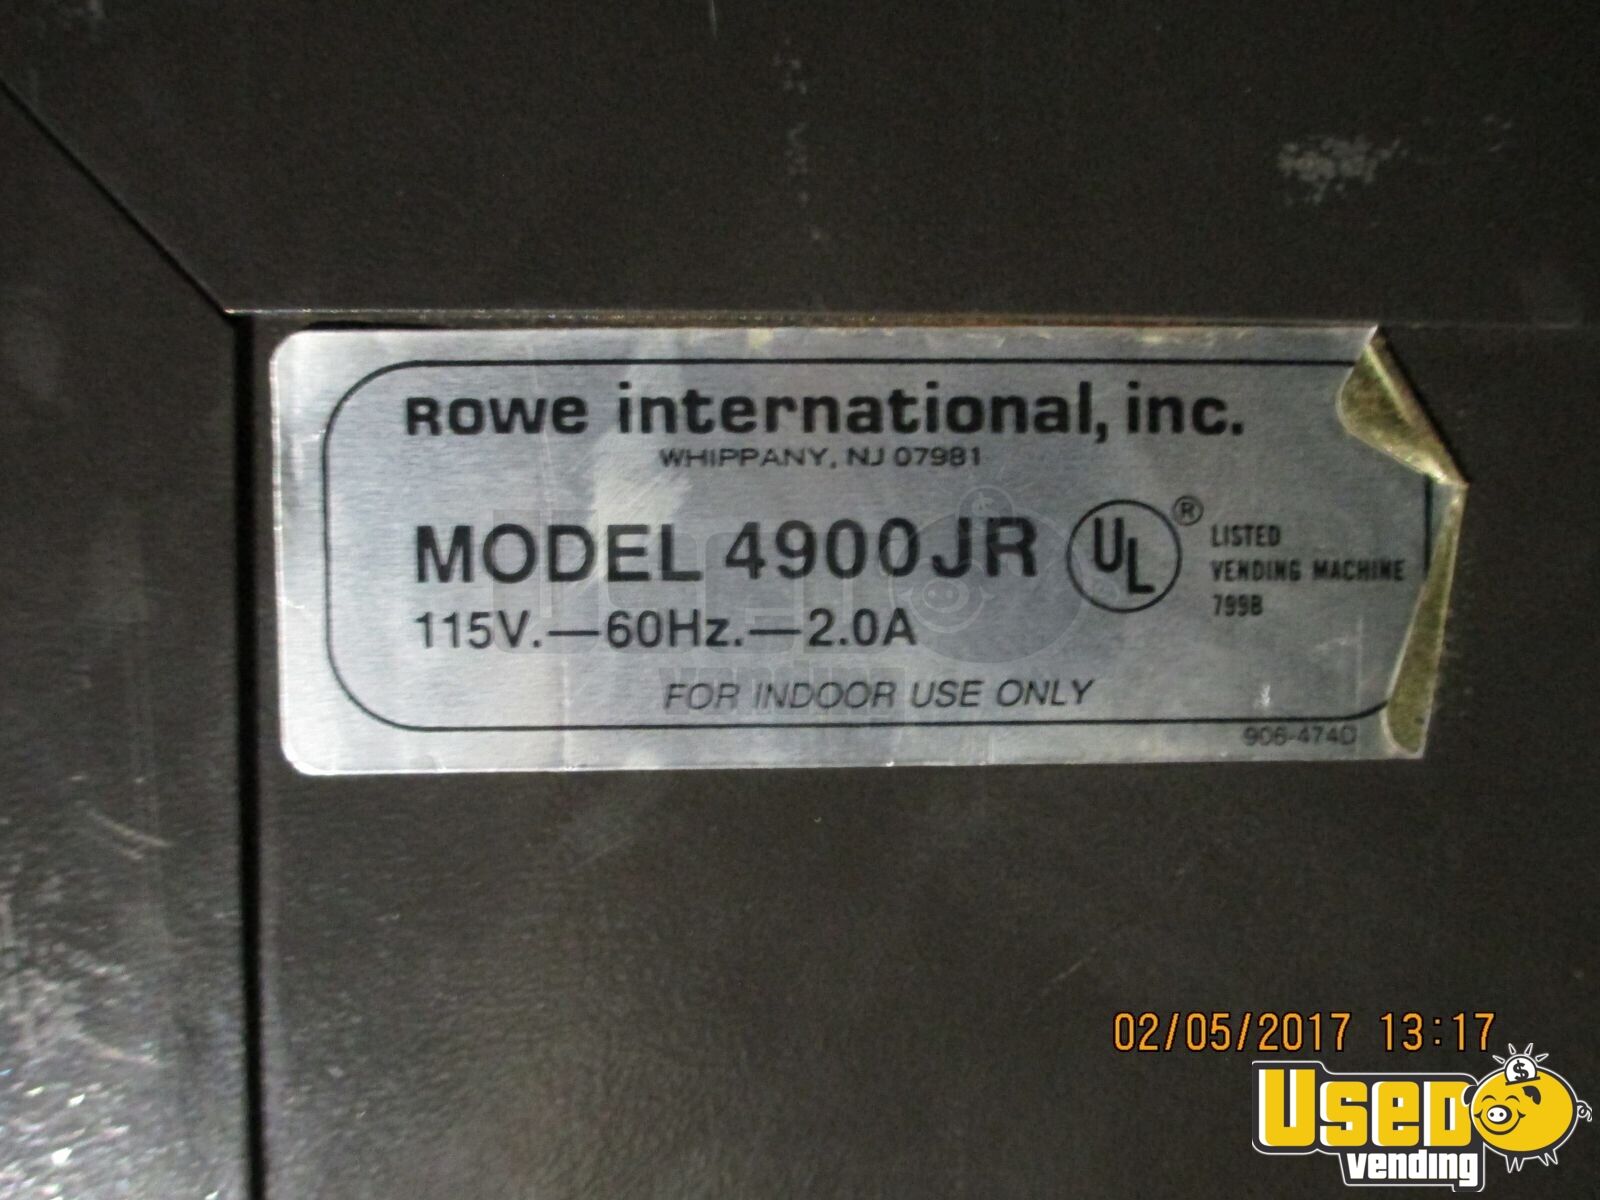 Rowe international, inc.
WHIPPANY, NJ 07981
MODEL 4900JR
UL ® LISTED
VENDING MACHINE
799B
115V.—60Hz.—2.0A
FOR INDOOR USE ONLY
906-474D
02/05/2017 13:17
Used
vending